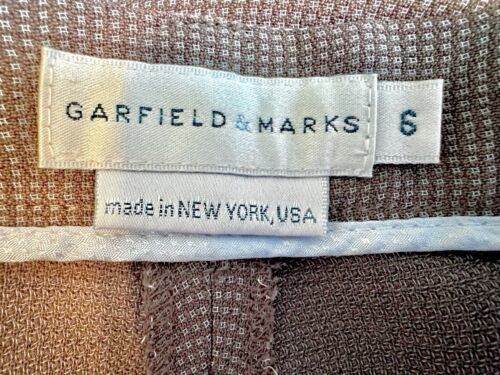 GARFIELD & MARKS 6
made in NEW YORK, USA